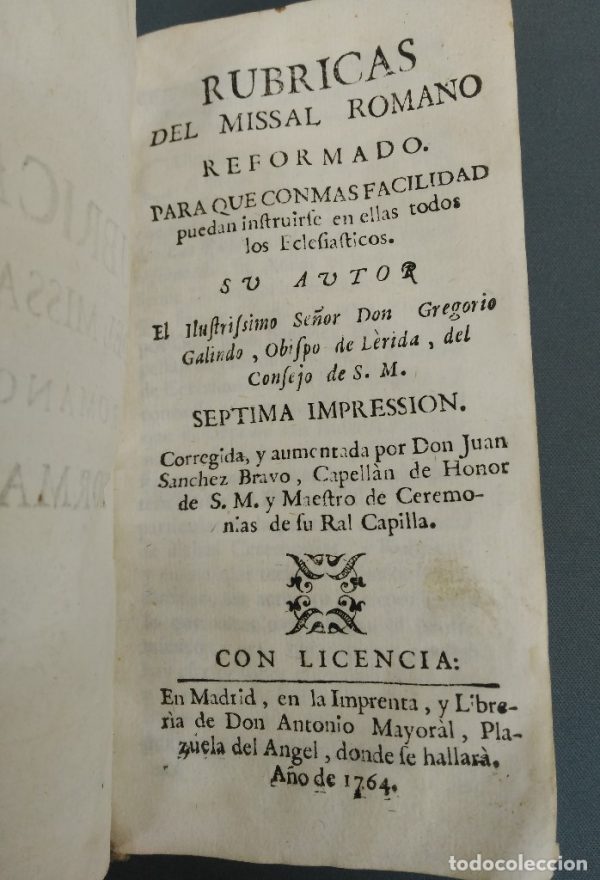 RUBRICAS
DEL MISSAL ROMANO
REFORMADO.
PARA QUE CONMAS FACILIDAD
puedan inſtruirſe en ellas todos
los Ecleſiaſticos.
SU AUTOR
El Iluſtriſsimo Señor Don Gregorio
Galindo, Obiſpo de Lèrida, del
Conſejo de S. M.
SEPTIMA IMPRESSION.
Corregida, y aumentada por Don Juan
Sanchez Bravo, Capellàn de Honor
de S. M. y Maeſtro de Ceremo-
nias de ſu Ral Capilla.
CON LICENCIA:
En Madrid, en la Imprenta, y Libre-
rìa de Don Antonio Mayoràl, Pla-
zuela del Angel, donde ſe hallarà.
Año de 1764.
todocoleccion